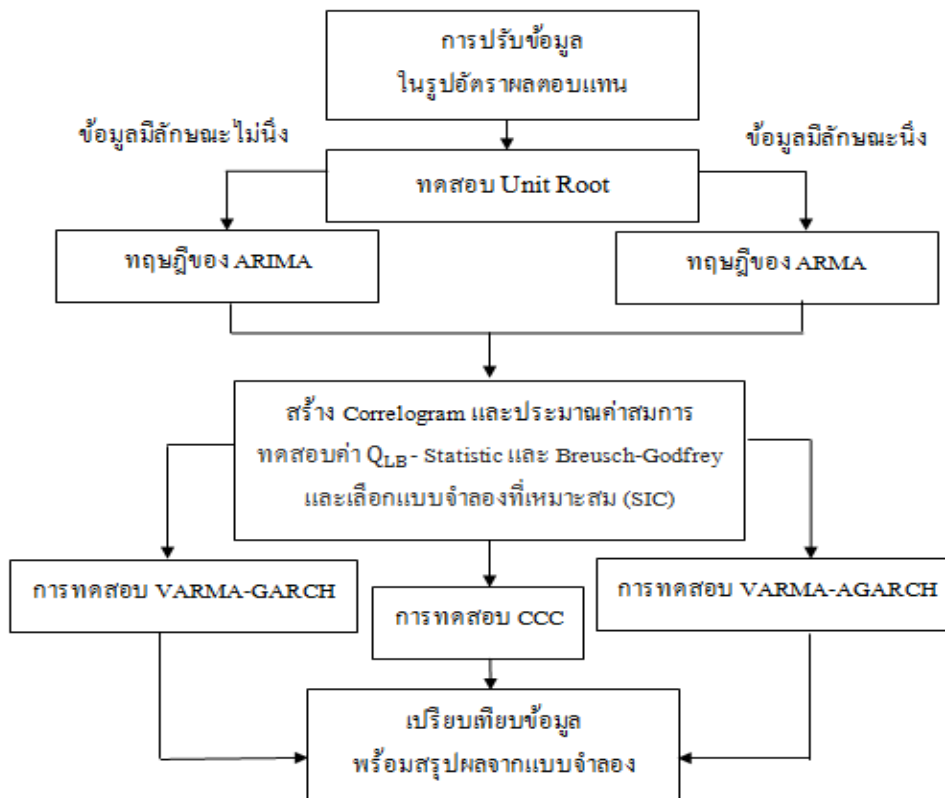 การปรับข้อมูล
ในรูปอัตราผลตอบแทน
ข้อมูลมีลักษณะไม่นิ่ง
ข้อมูลมีลักษณะนิ่ง
ทดสอบ Unit Root
ทฤษฎีของ ARIMA
ทฤษฎีของ ARMA
สร้าง Correlogram และประมาณค่าสมการ
ทดสอบค่า Q_LB - Statistic และ Breusch-Godfrey
และเลือกแบบจำลองที่เหมาะสม (SIC)
การทดสอบ VARMA-GARCH
การทดสอบ CCC
การทดสอบ VARMA-AGARCH
เปรียบเทียบข้อมูล
พร้อมสรุปผลจากแบบจำลอง